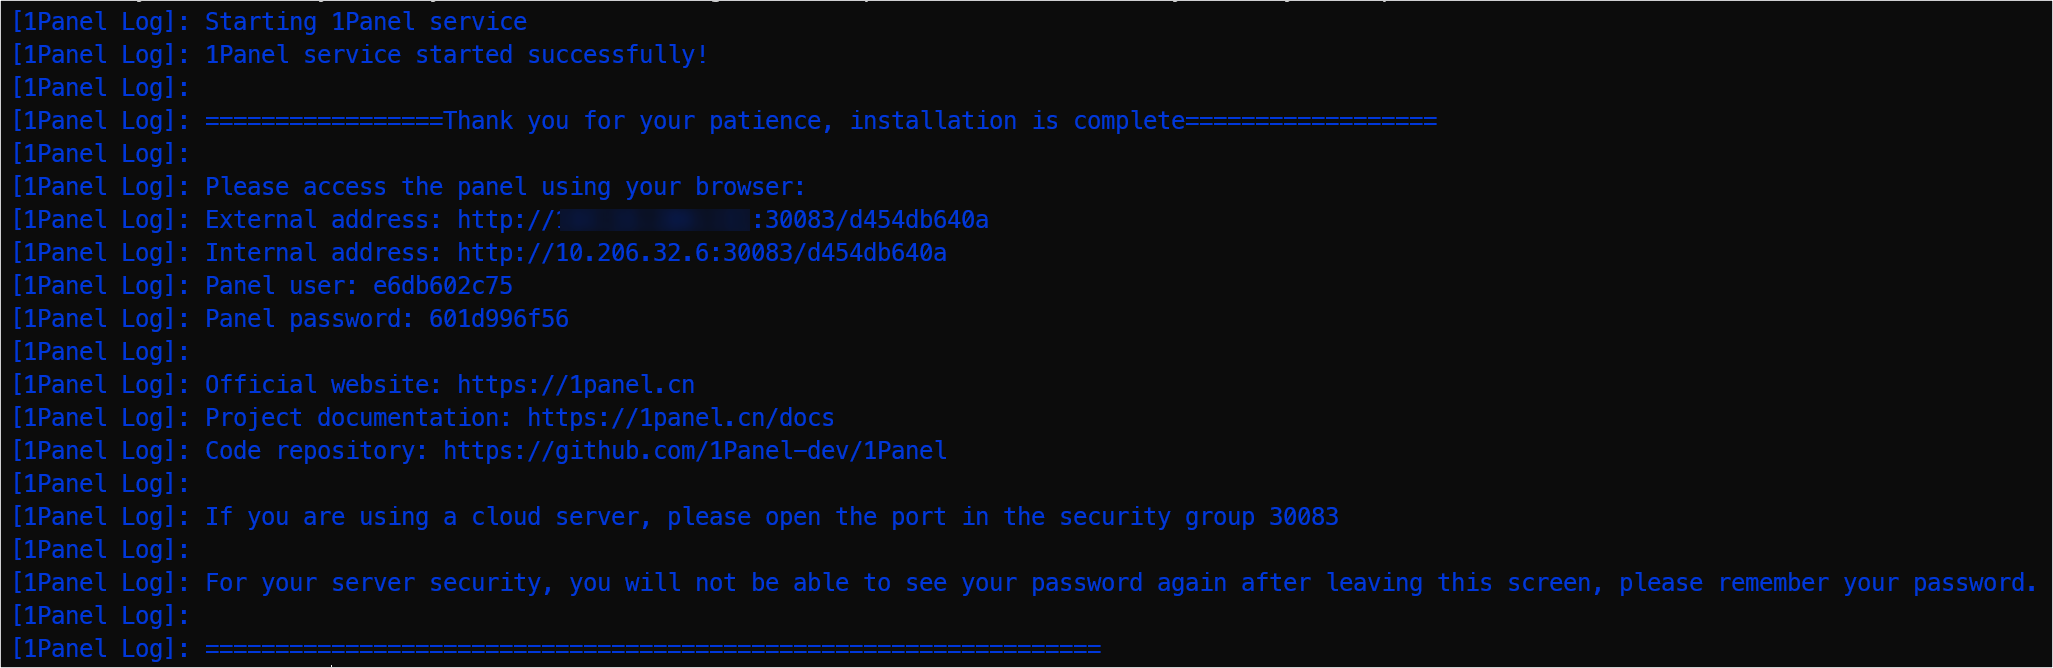 [1Panel Log]: Starting 1Panel service
[1Panel Log]: 1Panel service started successfully!
[1Panel Log]:
[1Panel Log]: =================Thank you for your patience, installation is complete==================
[1Panel Log]:
[1Panel Log]: Please access the panel using your browser:
[1Panel Log]: External address: http:// :30083/d454db640a
[1Panel Log]: Internal address: http://10.206.32.6:30083/d454db640a
[1Panel Log]: Panel user: e6db602c75
[1Panel Log]: Panel password: 601d996f56
[1Panel Log]:
[1Panel Log]: Official website: https://1panel.cn
[1Panel Log]: Project documentation: https://1panel.cn/docs
[1Panel Log]: Code repository: https://github.com/1Panel-dev/1Panel
[1Panel Log]:
[1Panel Log]: If you are using a cloud server, please open the port in the security group 30083
[1Panel Log]:
[1Panel Log]: For your server security, you will not be able to see your password again after leaving this screen, please remember your password.
[1Panel Log]:
[1Panel Log]: ================================================================